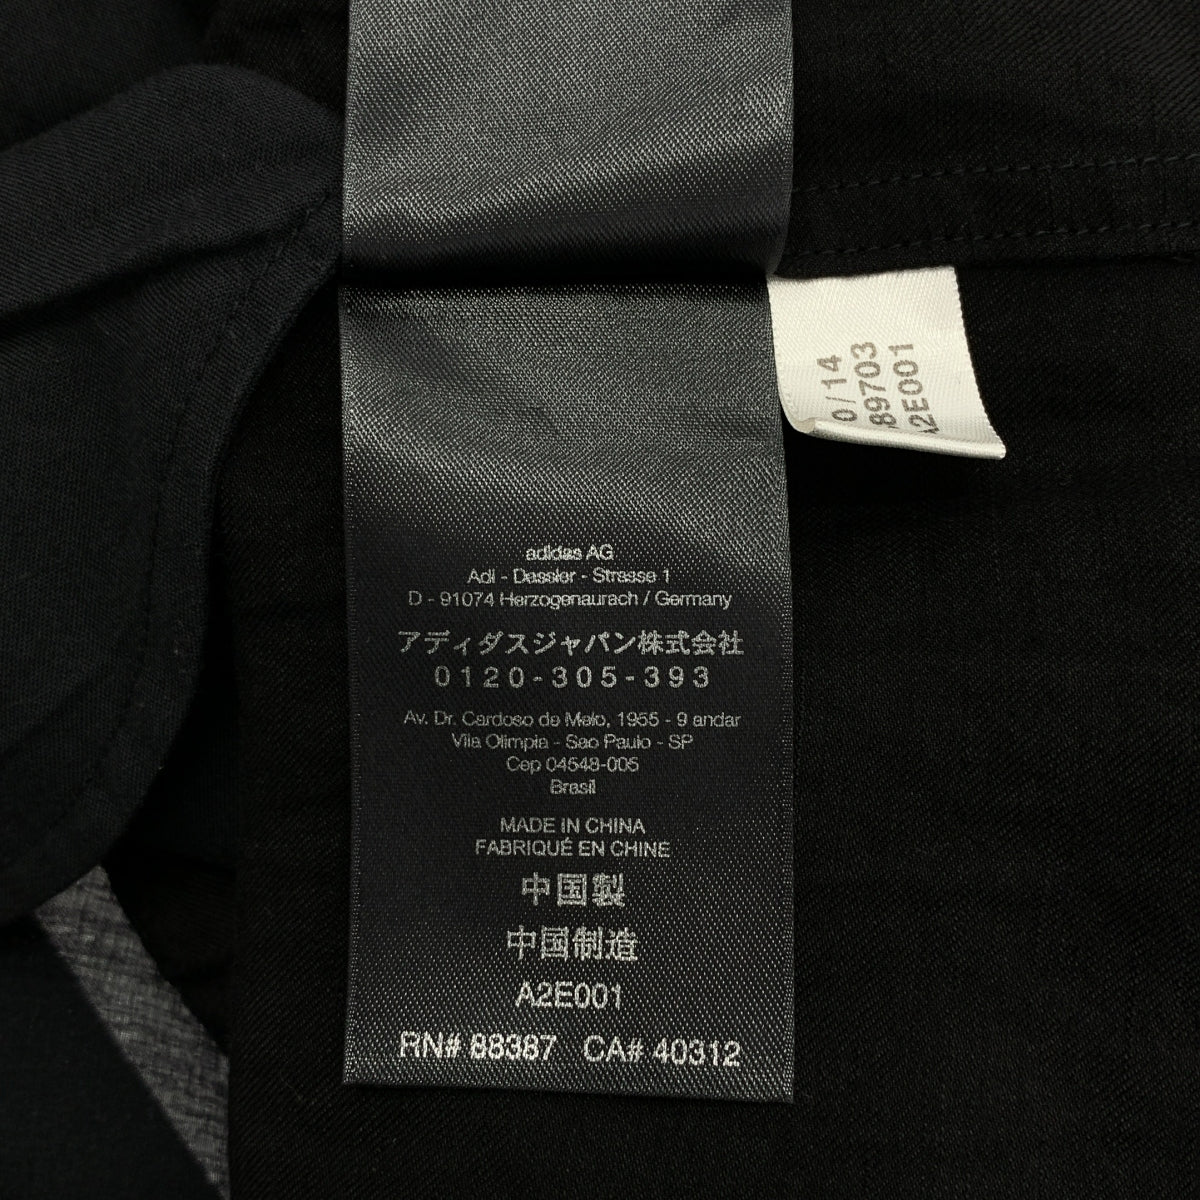 adidas AG
Adi - Dassler - Strasse 1
D - 91074 Herzogenaurach / Germany
アディダスジャパン株式会社
0120-305-393
Av. Dr. Cardoso de Melo, 1955 - 9 andar
Vila Olimpia - Sao Paulo - SP
Cep 04548-005
Brasil
MADE IN CHINA
FABRIQUÉ EN CHINE
中国製
中国制造
A2E001
RN# 88387 CA# 40312
0/14
89703
A2E001